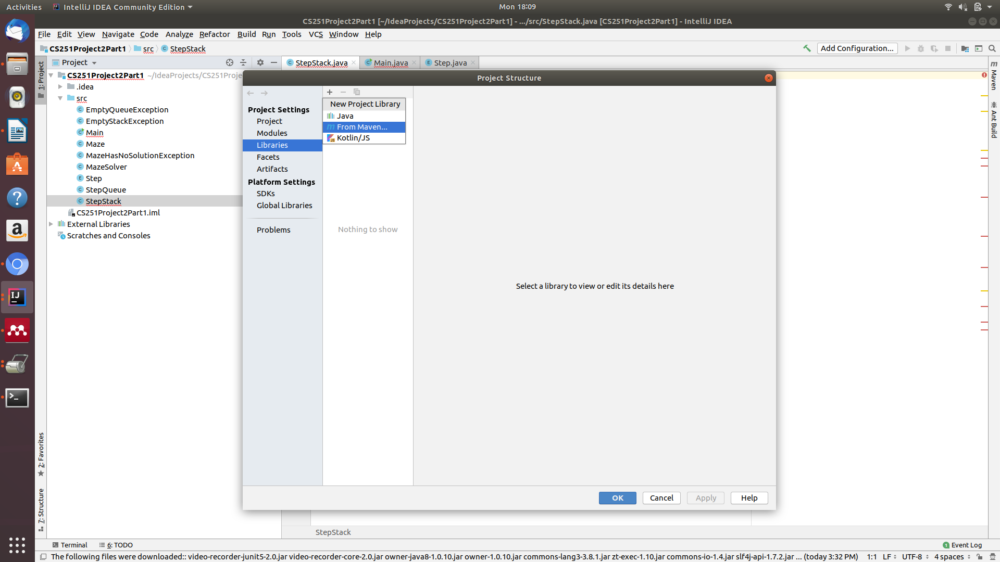 Activities
IntelliJ IDEA Community Edition
Mon 18:09
CS251Project2Part1 [~/IdeaProjects/CS251Project2Part1] - .../src/StepStack.java [CS251Project2Part1] - IntelliJ IDEA
File Edit View Navigate Code Analyze Refactor Build Run Tools VCS Window Help
CS251Project2Part1 src StepStack
Add Configuration...
1: Project
Project
StepStack.java Main.java Step.java
CS251Project2Part1 ~/IdeaProjects/CS251Proje
.idea
src
EmptyQueueException
EmptyStackException
Main
Maze
MazeHasNoSolutionException
MazeSolver
Step
StepQueue
StepStack
CS251Project2Part1.iml
External Libraries
Scratches and Consoles
2: Favorites
7: Structure
Project Structure
Project Settings
Project
Modules
Libraries
Facets
Artifacts
Platform Settings
SDKs
Global Libraries
Problems
New Project Library
Java
From Maven...
Kotlin/JS
Nothing to show
Select a library to view or edit its details here
OK Cancel Apply Help
Maven
Ant Build
StepStack
Terminal
6: TODO
1 Event Log
The following files were downloaded:: video-recorder-junit5-2.0.jar video-recorder-core-2.0.jar owner-java8-1.0.10.jar owner-1.0.10.jar commons-lang3-3.8.1.jar zt-exec-1.10.jar commons-io-1.4.jar slf4j-api-1.7.2.jar ... (today 3:32 PM)
1:1 LF UTF-8 4 spaces